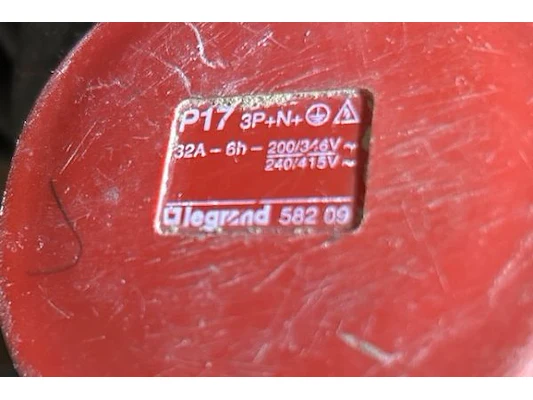 P17 3P+N+
32A - 6h - 200/346V ~
240/415V ~
legrand 582 09